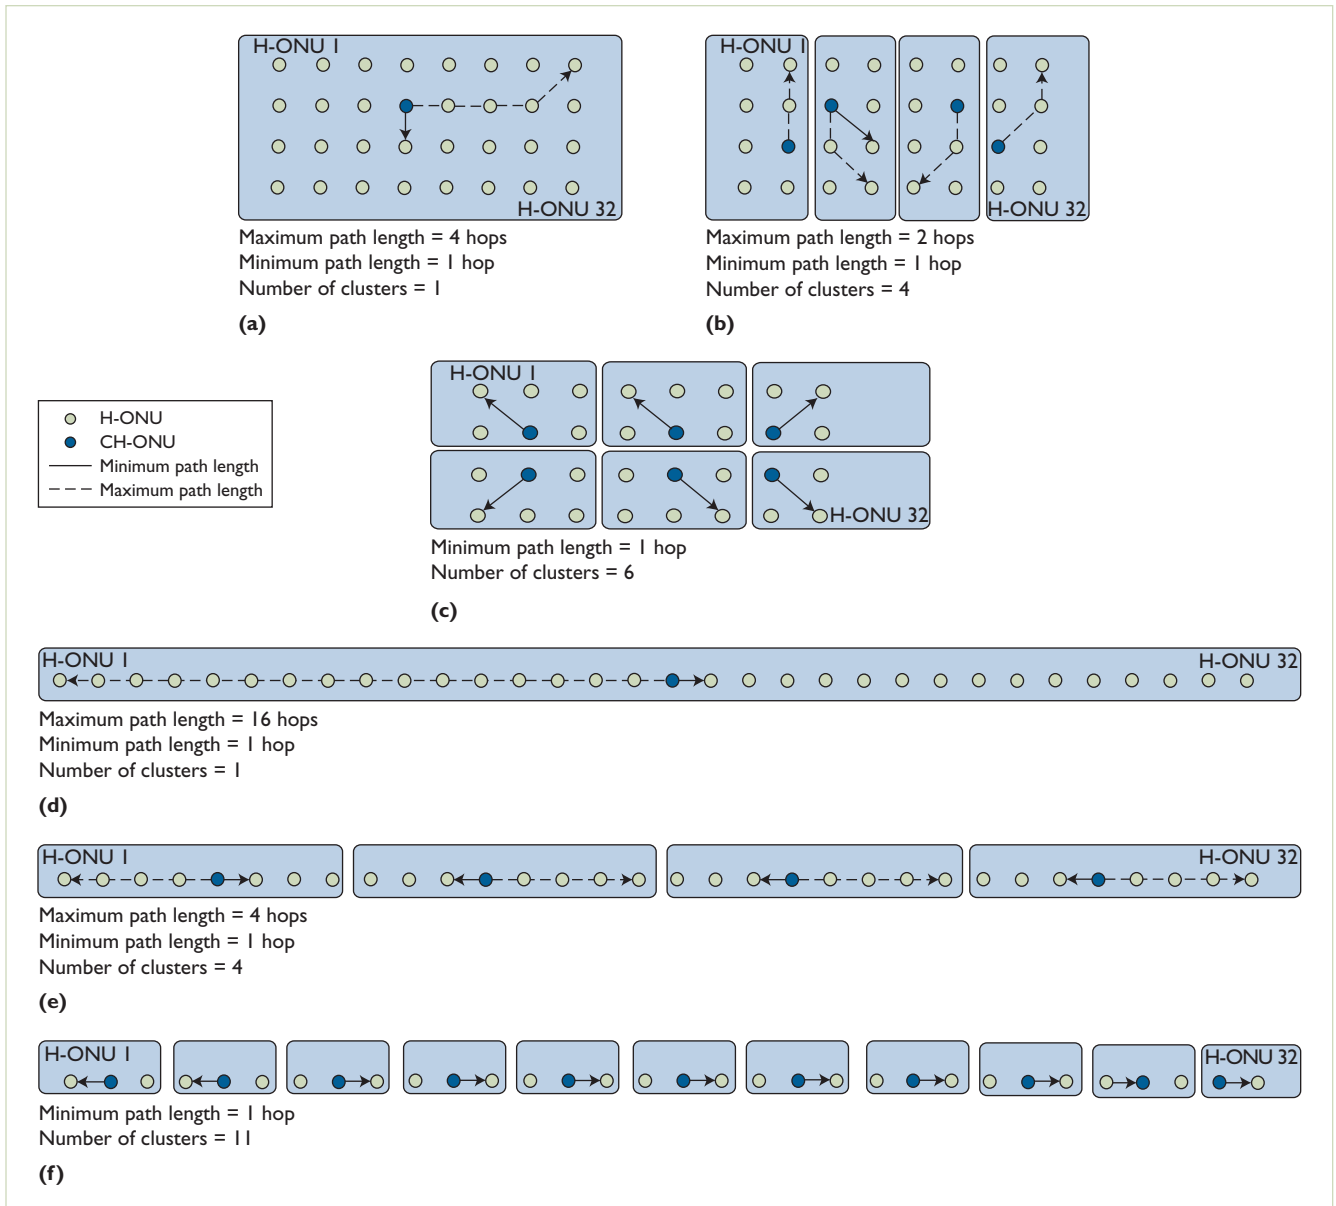 H-ONU 1
H-ONU 32
Maximum path length = 4 hops
Minimum path length = 1 hop
Number of clusters = 1
(a)
H-ONU 1
H-ONU 32
Maximum path length = 2 hops
Minimum path length = 1 hop
Number of clusters = 4
(b)
H-ONU
CH-ONU
Minimum path length
Maximum path length
H-ONU 1
H-ONU 32
Minimum path length = 1 hop
Number of clusters = 6
(c)
H-ONU 1
H-ONU 32
Maximum path length = 16 hops
Minimum path length = 1 hop
Number of clusters = 1
(d)
H-ONU 1
H-ONU 32
Maximum path length = 4 hops
Minimum path length = 1 hop
Number of clusters = 4
(e)
H-ONU 1
H-ONU 32
Minimum path length = 1 hop
Number of clusters = 11
(f)